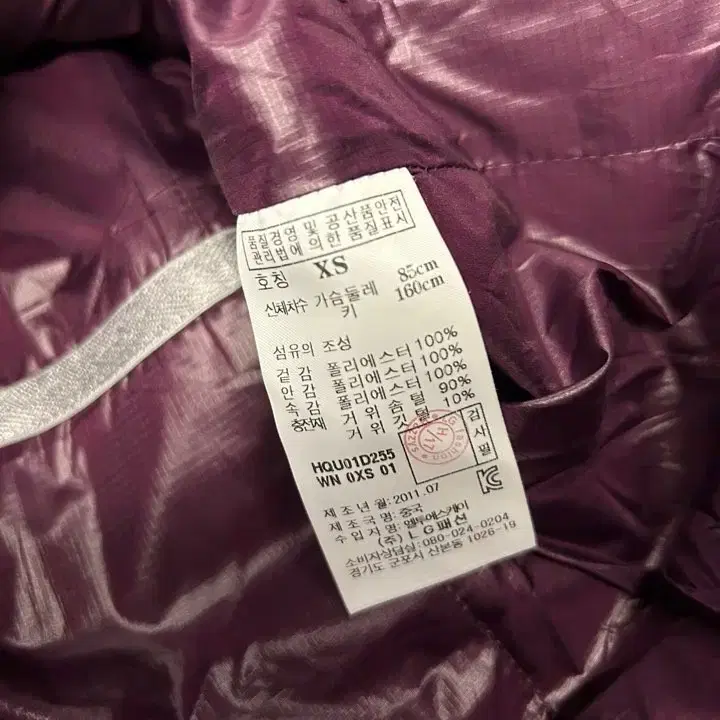 품질경영 및 공산품안전
관리법에 의한 품질표시
호칭 XS
신체치수 가슴둘레 85cm
키 160cm
섬유의 조성
겉 감 폴리에스터 100%
안 감 폴리에스터 100%
속 감 폴리에스터 100%
충전재 거위 솜털 90%
거위 깃털 10%
검사필
HQU01D255
WN 0XS 01
제 조 년 월: 2011.07
제 조 국 명: 중국
수 입 자 명: 엘투에스케이
(주) LG패션
소비자상담실:080-024-0204
경기도 군포시 산본동 1026-19